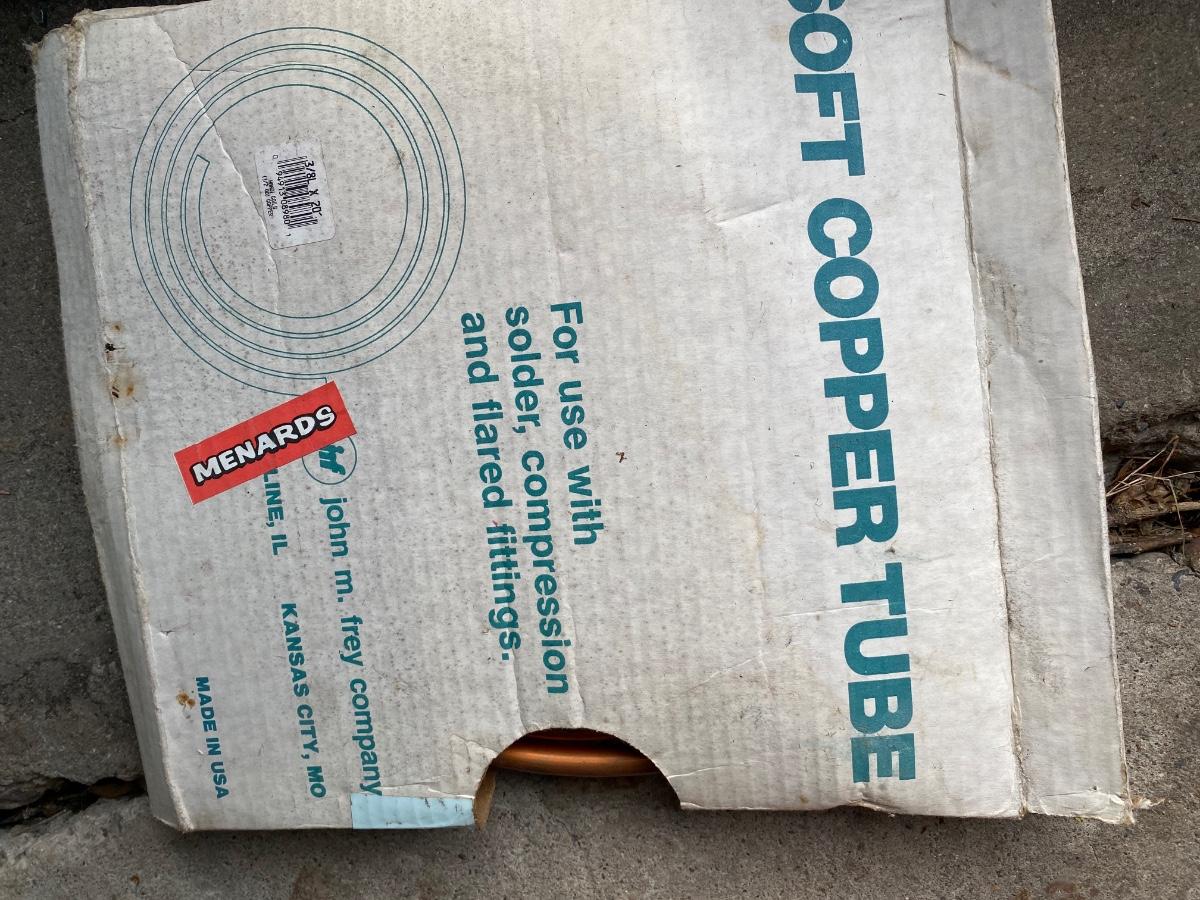 SOFT COPPER TUBE
For use with
solder, compression
and flared fittings.
3/8" X 20'
MENARDS
jf john m. frey company
LINE, IL KANSAS CITY, MO
MADE IN USA